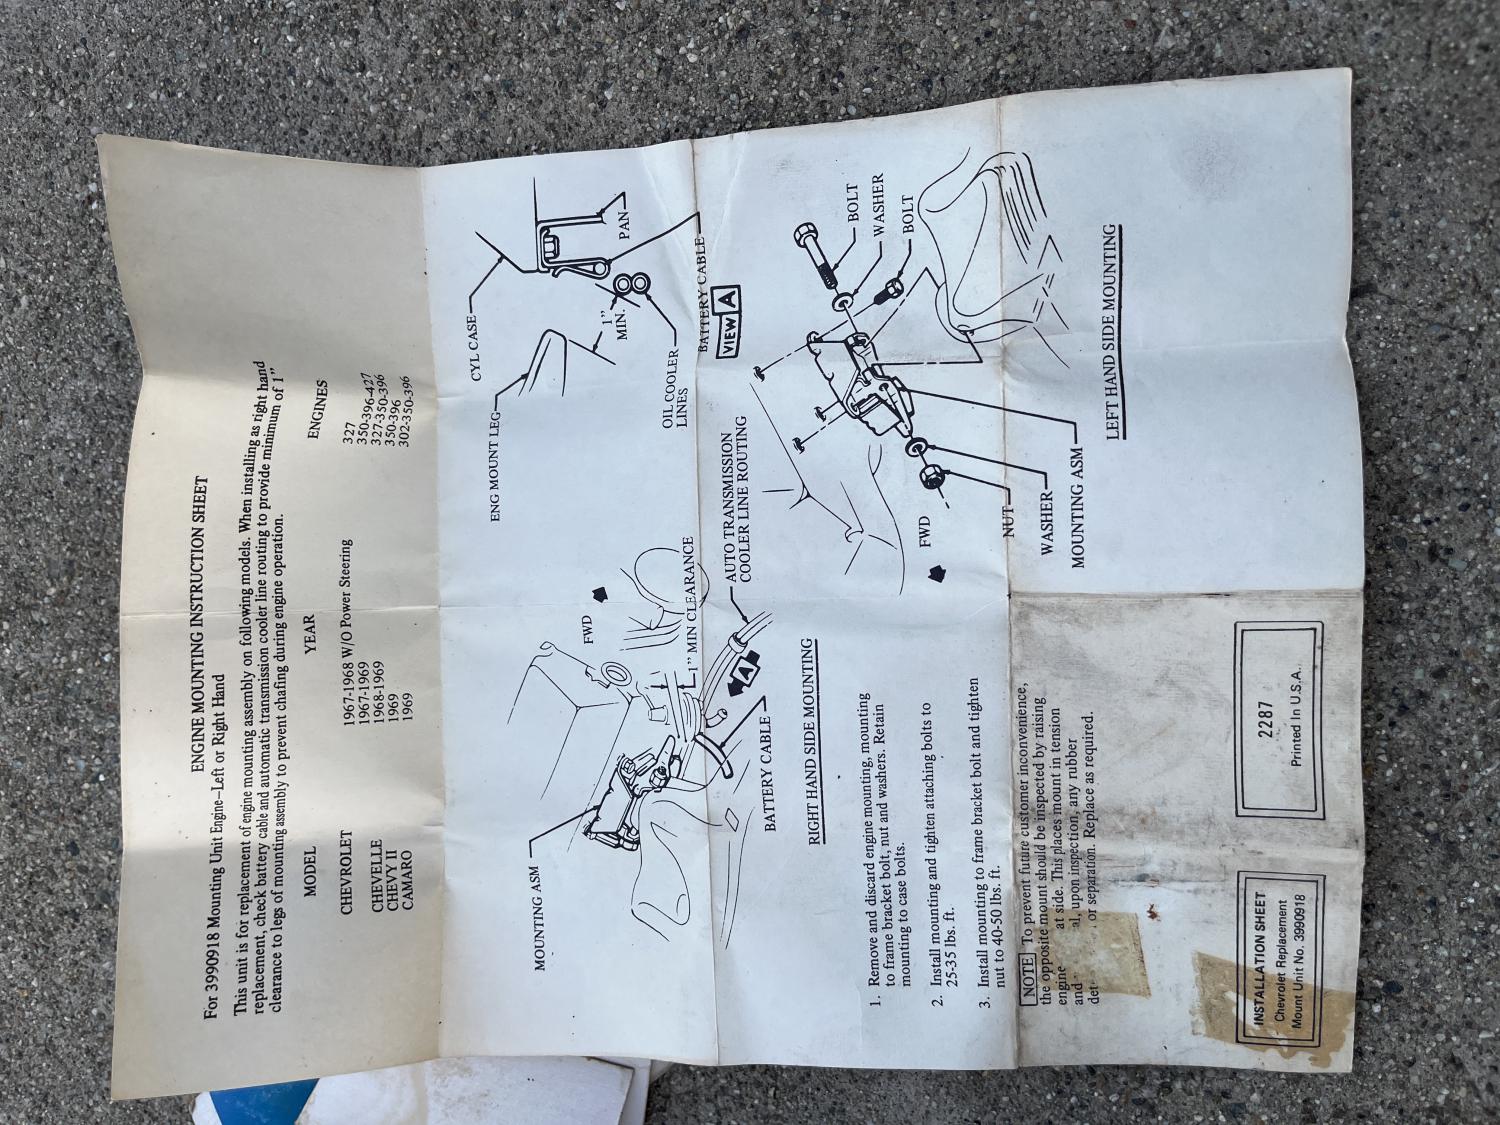 ENGINE MOUNTING INSTRUCTION SHEET
For 3990918 Mounting Unit Engine—Left or Right Hand
This unit is for replacement of engine mounting assembly on following models. When installing as right hand
replacement, check battery cable and automatic transmission cooler line routing to provide minimum of 1"
clearance to legs of mounting assembly to prevent chafing during engine operation.
MODEL YEAR ENGINES
CHEVROLET 1967-1968 W/O Power Steering 327
1967-1969 350-396-427
CHEVELLE 1968-1969 327-350-396
CHEVY II 1969 350-396
CAMARO 1969 302-350-396
CYL CASE
ENG MOUNT LEG
1"
MIN.
PAN
OIL COOLER
LINES
BATTERY CABLE
VIEW A
MOUNTING ASM
FWD
1" MIN CLEARANCE
AUTO TRANSMISSION
COOLER LINE ROUTING
A
BATTERY CABLE
RIGHT HAND SIDE MOUNTING
BOLT
WASHER
BOLT
FWD
NUT
WASHER
MOUNTING ASM
LEFT HAND SIDE MOUNTING
1. Remove and discard engine mounting, mounting
to frame bracket bolt, nut and washers. Retain
mounting to case bolts.
2. Install mounting and tighten attaching bolts to
25-35 lbs. ft.
3. Install mounting to frame bracket bolt and tighten
nut to 40-50 lbs. ft.
NOTE To prevent future customer inconvenience,
the opposite mount should be inspected by raising
engine at side. This places mount in tension
and upon inspection, any rubber
or separation. Replace as required.
INSTALLATION SHEET
Chevrolet Replacement
Mount Unit No. 3990918
2287
Printed In U.S.A.